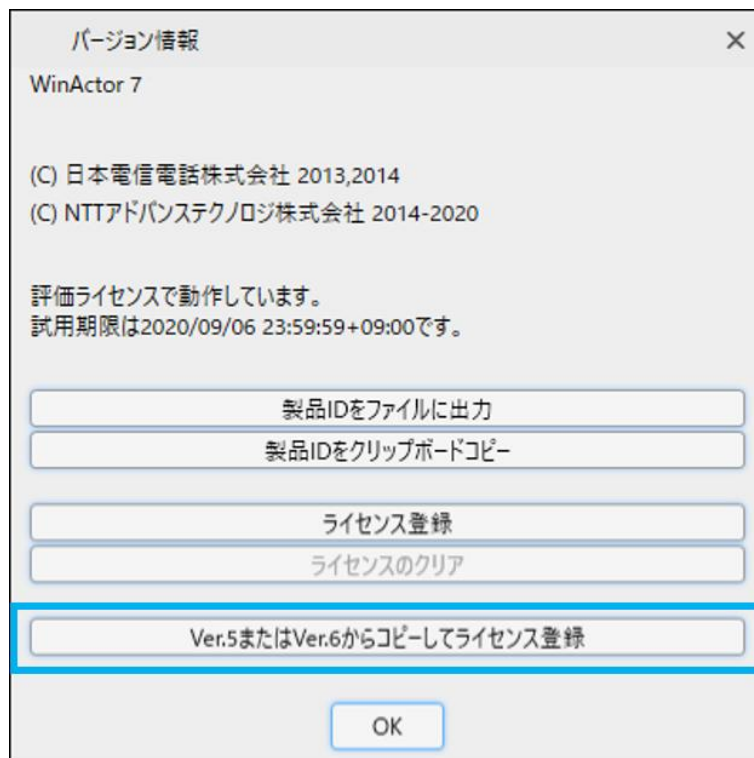 バージョン情報
WinActor 7
(C) 日本電信電話株式会社 2013,2014
(C) NTTアドバンステクノロジ株式会社 2014-2020
評価ライセンスで動作しています。
試用期限は2020/09/06 23:59:59+09:00です。
製品IDをファイルに出力
製品IDをクリップボードコピー
ライセンス登録
ライセンスのクリア
Ver.5またはVer.6からコピーしてライセンス登録
OK